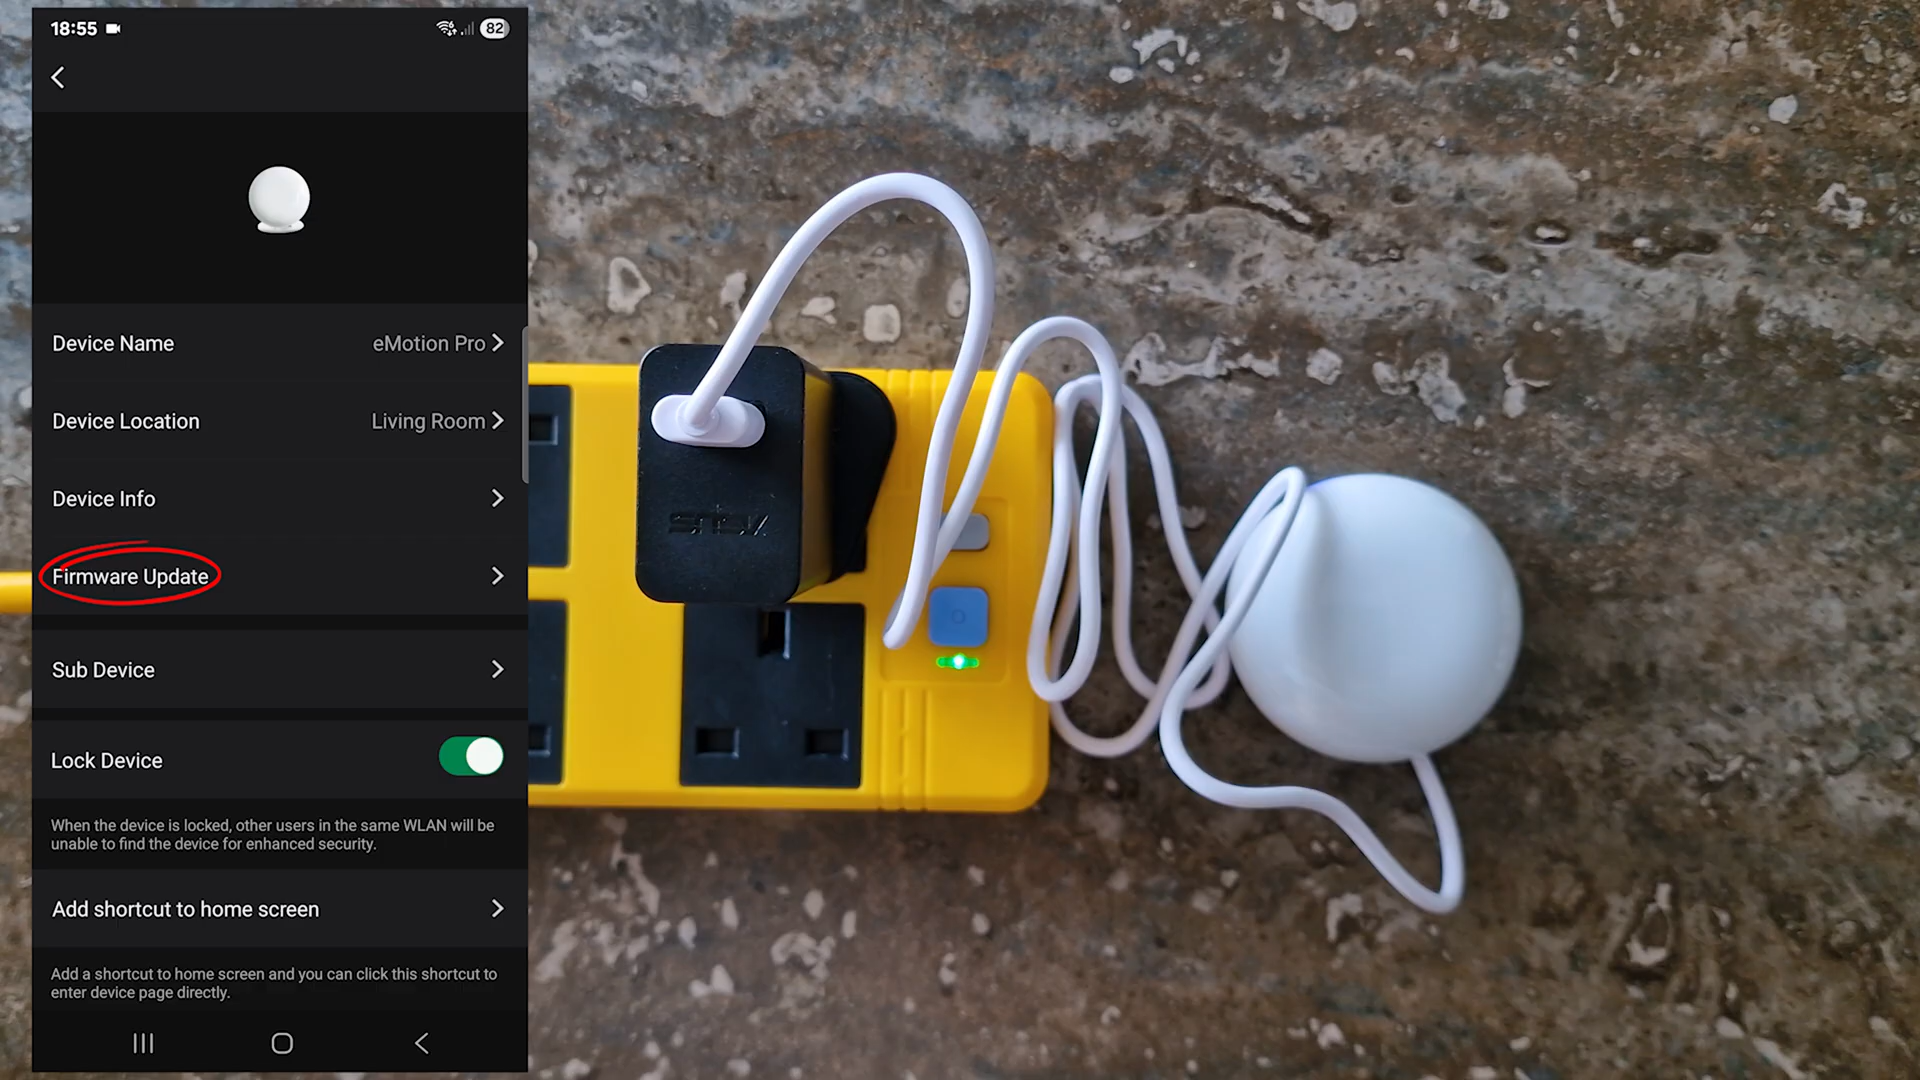 18:55
82
Device Name
eMotion Pro
Device Location
Living Room
Device Info
Firmware Update
Sub Device
Lock Device
When the device is locked, other users in the same WLAN will be
unable to find the device for enhanced security.
Add shortcut to home screen
Add a shortcut to home screen and you can click this shortcut to
enter device page directly.
ASUS